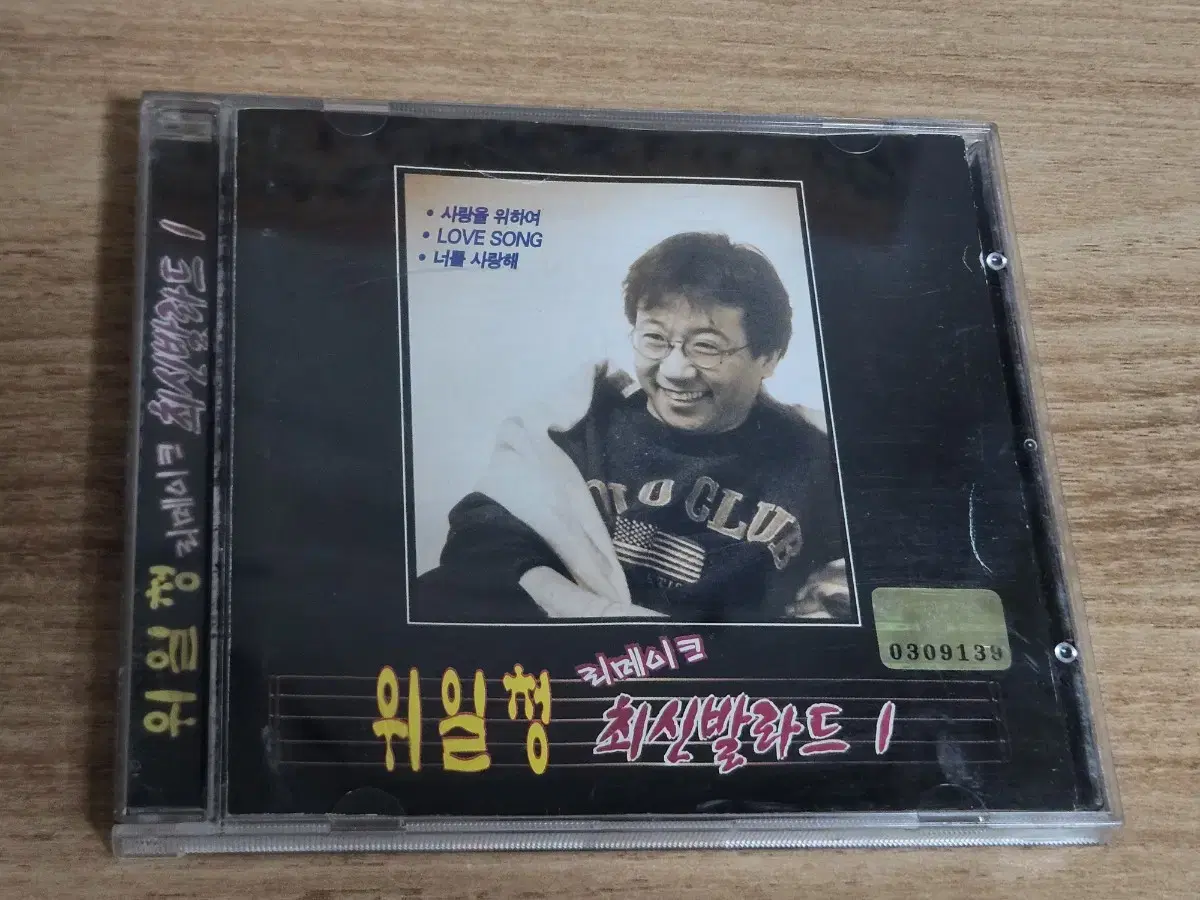 • 사랑을 위하여
• LOVE SONG
• 너를 사랑해
OLO CLUB
0309139
위일청 리메이크
최신발라드 1
위일청 리메이크 최신발라드 1